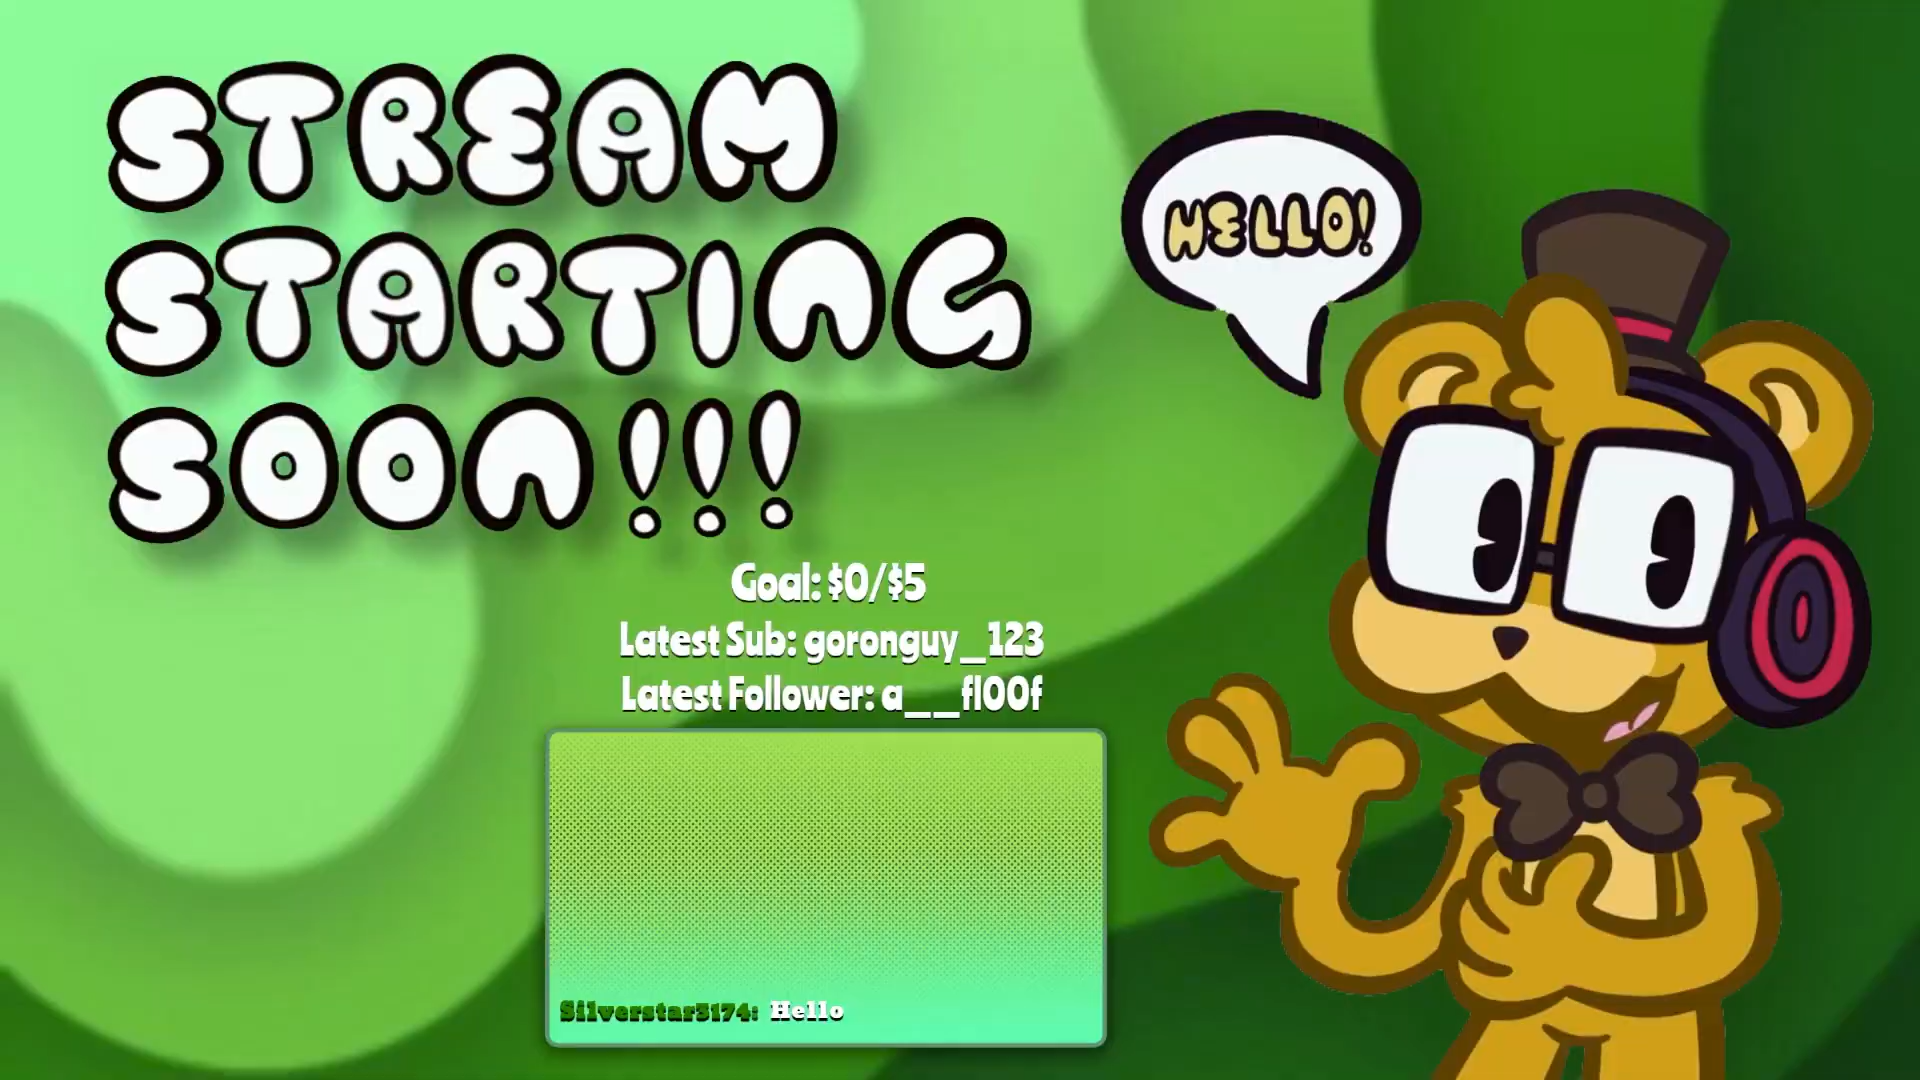 STREAM
STARTING
SOON!!!
HELLO!
Goal: $0/$5
Latest Sub: goronguy_123
Latest Follower: a__fl00f
Silverstar3174: Hello